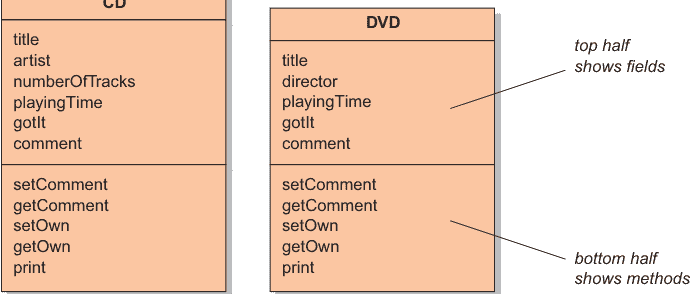 CD
title
artist
numberOfTracks
playingTime
gotIt
comment
setComment
getComment
setOwn
getOwn
print
DVD
title
director
playingTime
gotIt
comment
setComment
getComment
setOwn
getOwn
print
top half
shows fields
bottom half
shows methods